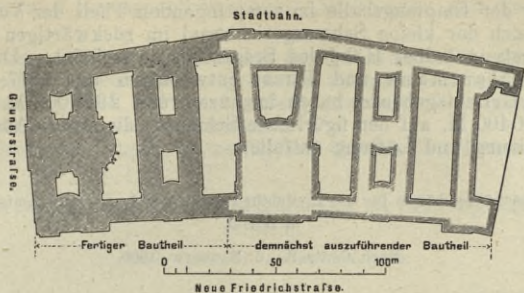 Stadtbahn.
Grunerstraſse.
Fertiger Bautheil
demnächst auszuführender Bautheil
0 50 100m
Neue Friedrichstraſse.